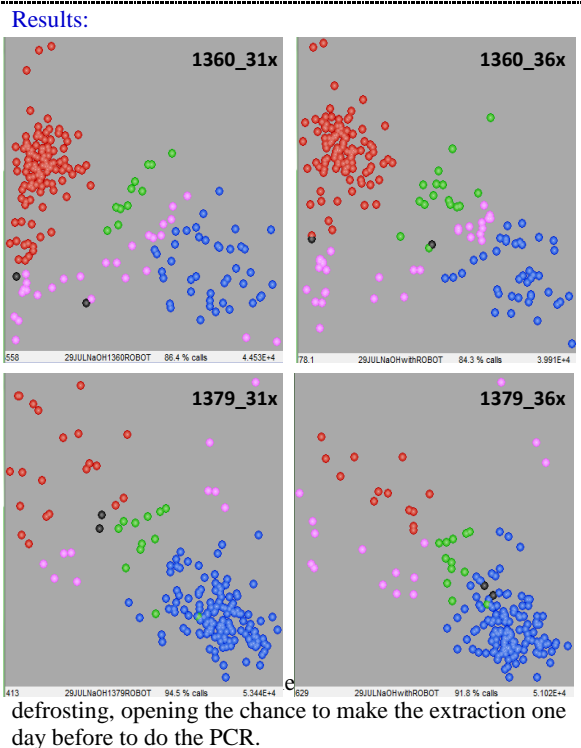 Results:
1360_31x 1360_36x
558 29JULNaOH1360ROBOT 86.4 % calls 4.453E+4 78.1 29JULNaOHwithROBOT 84.3 % calls 3.991E+4
1379_31x 1379_36x
413 29JULNaOH1379ROBOT 94.5 % calls 5.344E+4 629 29JULNaOHwithROBOT 91.8 % calls 5.102E+4
defrosting, opening the chance to make the extraction one
day before to do the PCR.